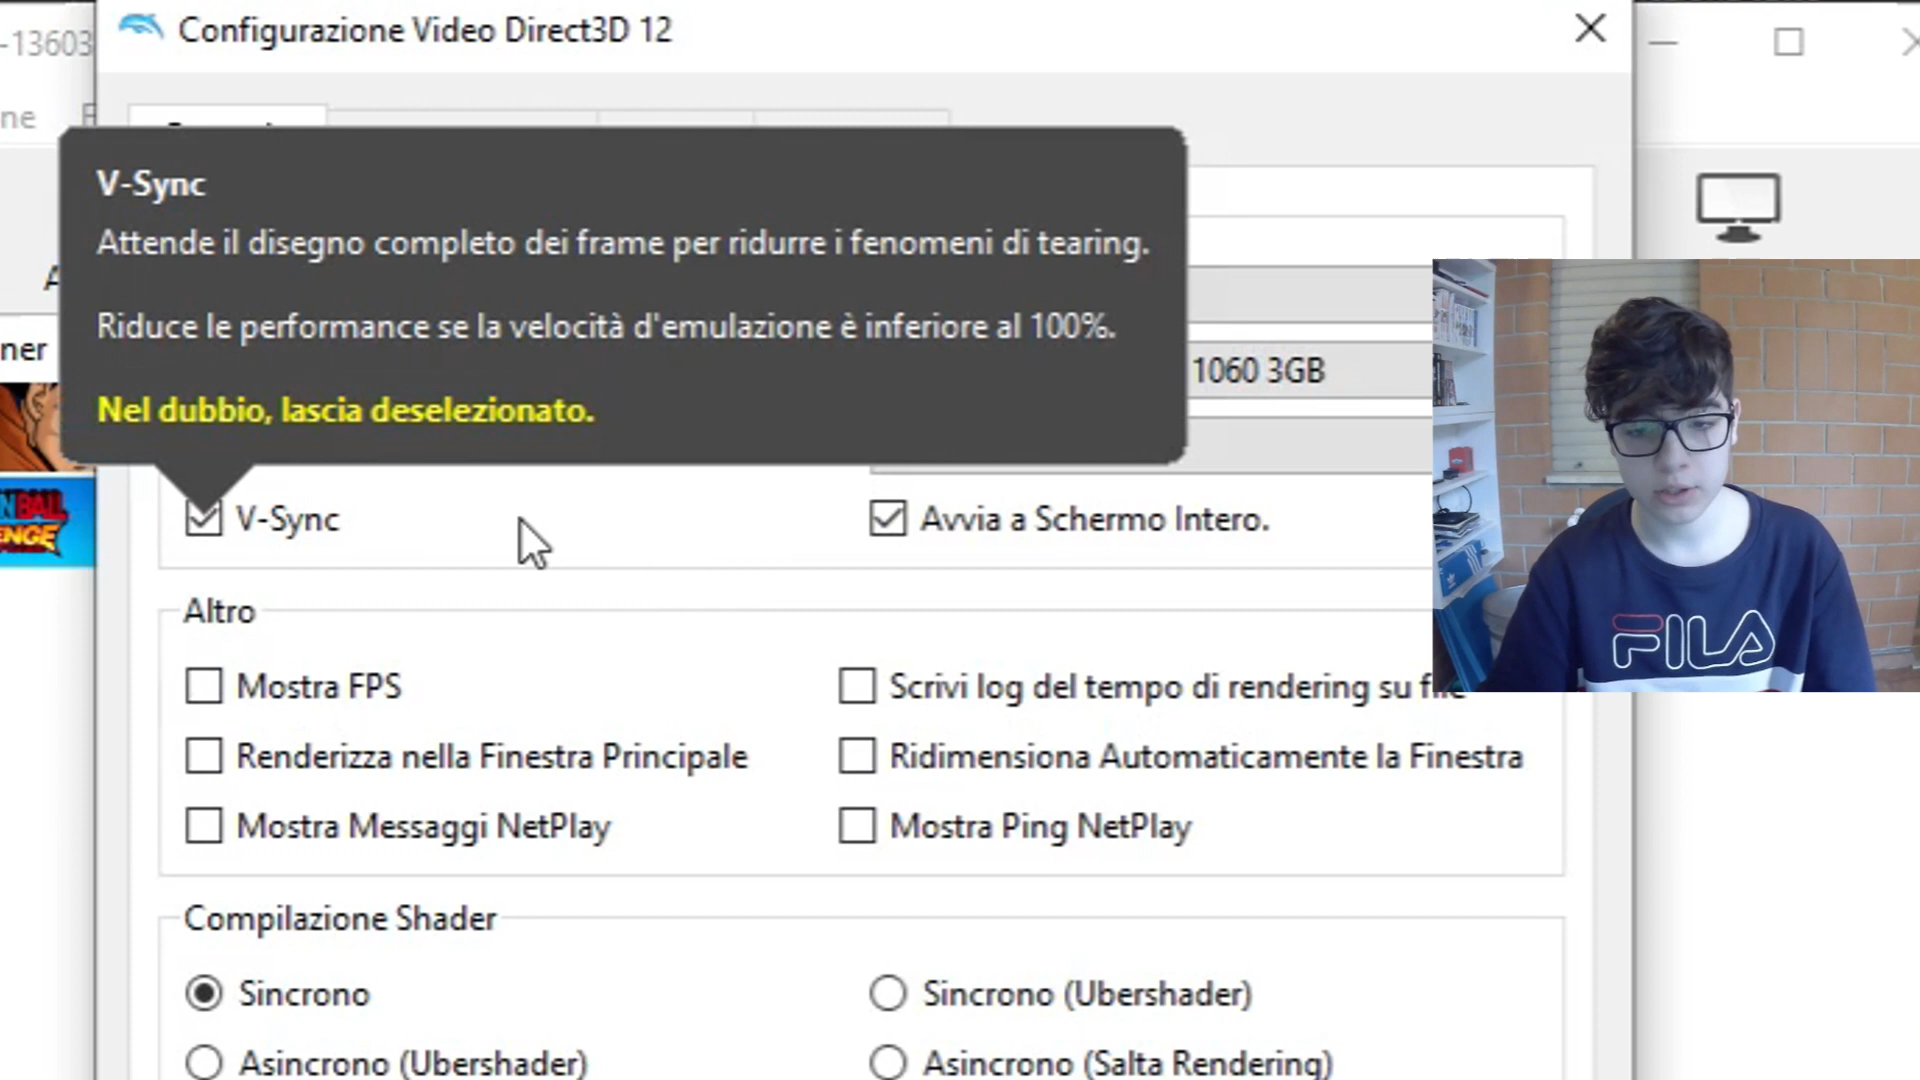 Configurazione Video Direct3D 12
-13603
ne
V-Sync
Attende il disegno completo dei frame per ridurre i fenomeni di tearing.
Riduce le performance se la velocità d'emulazione è inferiore al 100%.
Nel dubbio, lascia deselezionato.
1060 3GB
ner
V-Sync
Avvia a Schermo Intero.
Altro
Mostra FPS
Scrivi log del tempo di rendering su file
Renderizza nella Finestra Principale
Ridimensiona Automaticamente la Finestra
Mostra Messaggi NetPlay
Mostra Ping NetPlay
Compilazione Shader
Sincrono
Sincrono (Ubershader)
Asincrono (Ubershader)
Asincrono (Salta Rendering)
FILA